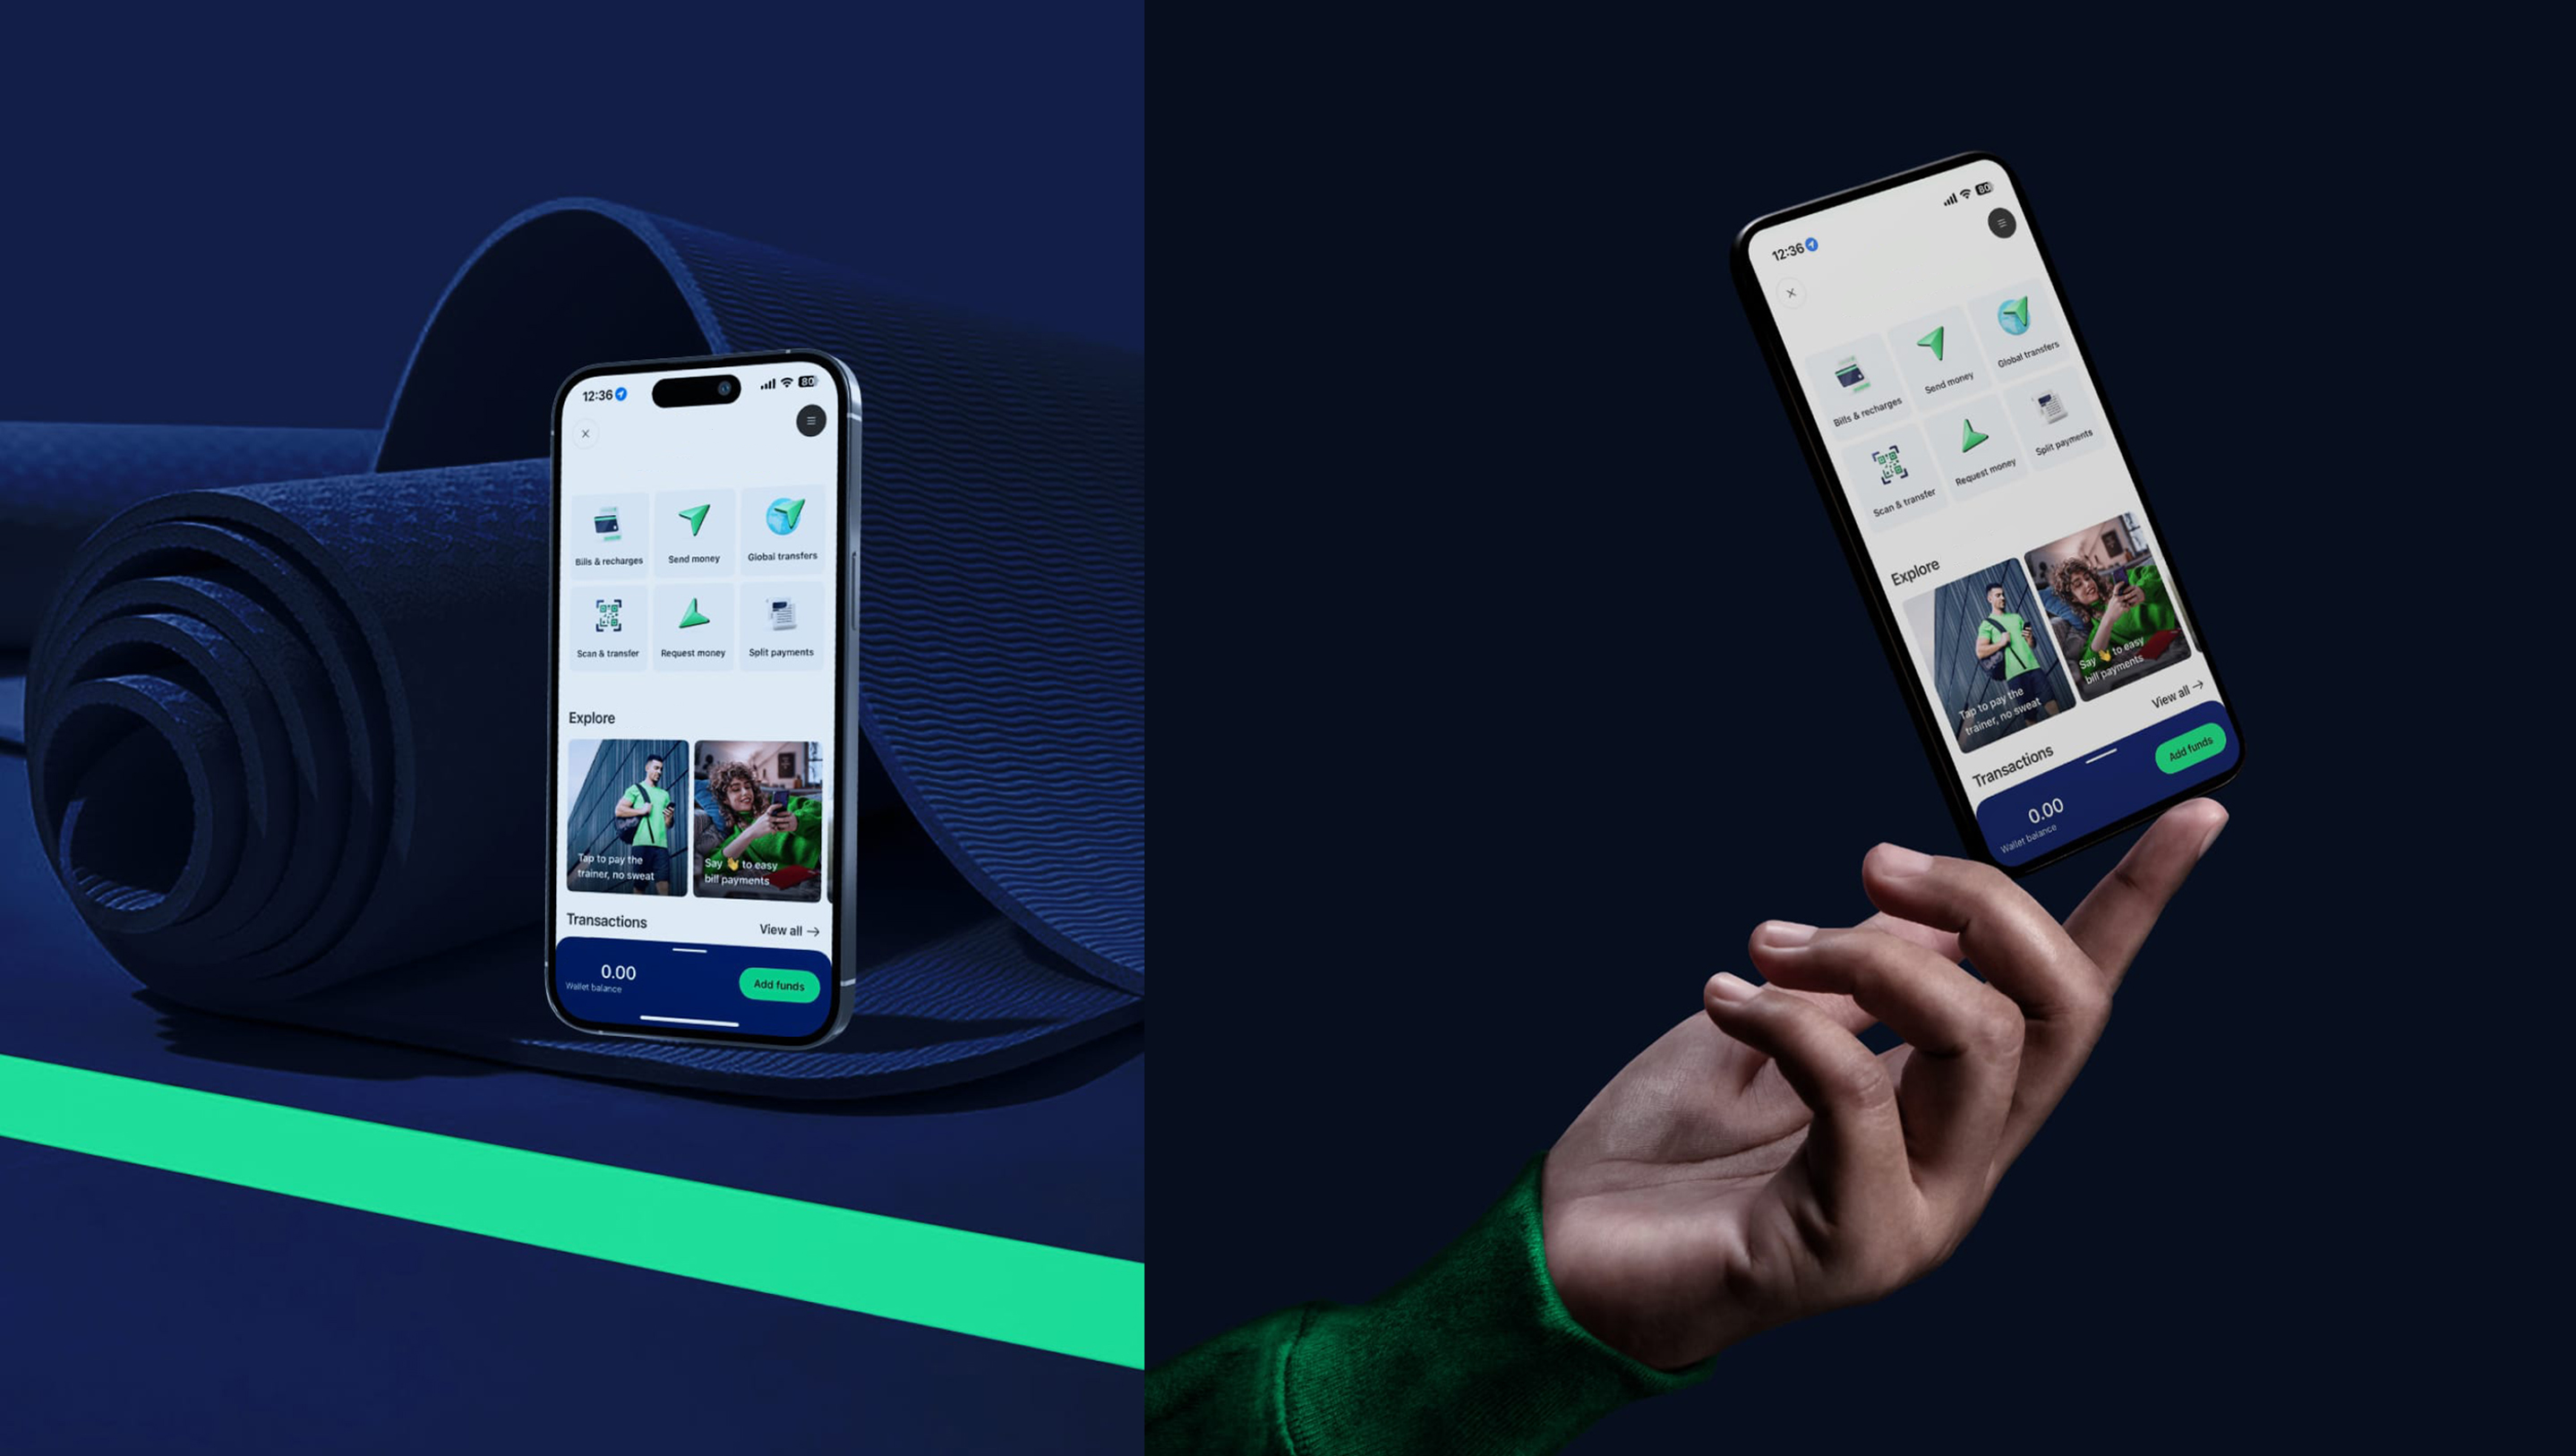 12:36
80
Bills & recharges
Send money
Global transfers
Scan & transfer
Request money
Split payments
Explore
Tap to pay the
trainer, no sweat
Say 👋 to easy
bill payments
Transactions
View all →
0.00
Wallet balance
Add funds
12:36
80
Bills & recharges
Send money
Global transfers
Scan & transfer
Request money
Split payments
Explore
Tap to pay the
trainer, no sweat
Say 👋 to easy
bill payments
View all →
Transactions
0.00
Wallet balance
Add funds